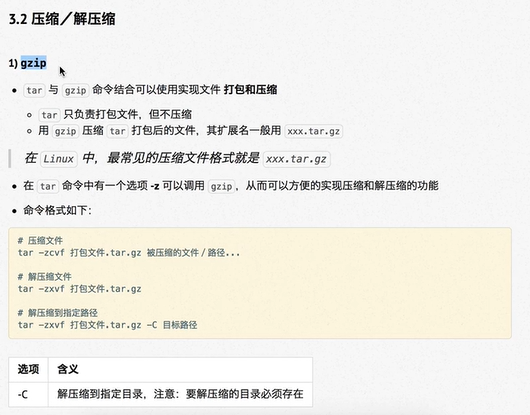 3.2 压缩／解压缩
1) gzip
• tar 与 gzip 命令结合可以使用实现文件 打包和压缩
◦ tar 只负责打包文件，但不压缩
◦ 用 gzip 压缩 tar 打包后的文件，其扩展名一般用 xxx.tar.gz
在 Linux 中，最常见的压缩文件格式就是 xxx.tar.gz
• 在 tar 命令中有一个选项 -z 可以调用 gzip，从而可以方便的实现压缩和解压缩的功能
• 命令格式如下：
# 压缩文件
tar -zcvf 打包文件.tar.gz 被压缩的文件／路径...
# 解压缩文件
tar -zxvf 打包文件.tar.gz
# 解压缩到指定路径
tar -zxvf 打包文件.tar.gz -C 目标路径
选项 含义
-C 解压缩到指定目录，注意：要解压缩的目录必须存在